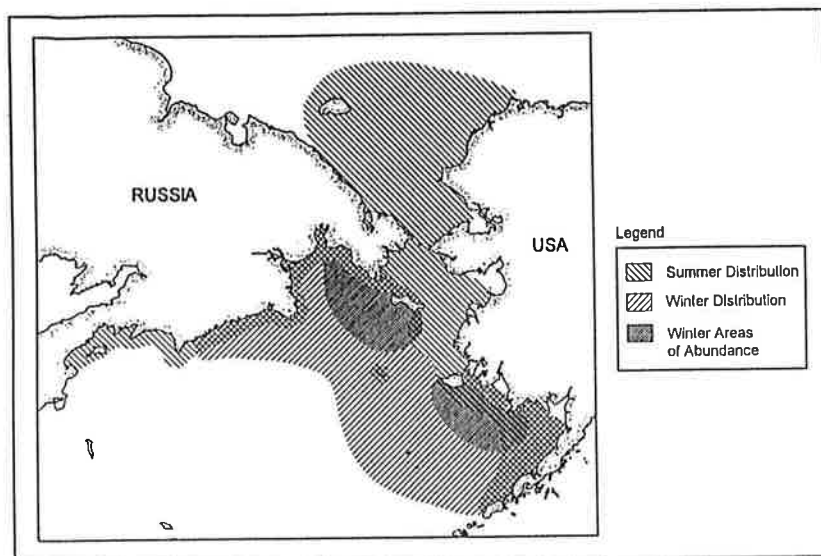 RUSSIA
USA
Legend
Summer Distribution
Winter Distribution
Winter Areas
of Abundance